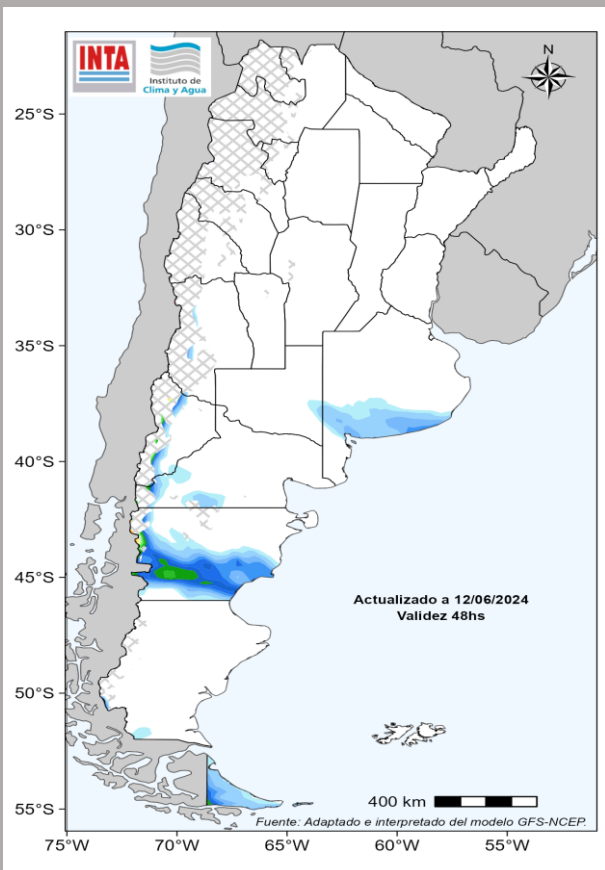 INTA
Instituto de
Clima y Agua
N
25°S
30°S
35°S
40°S
45°S
50°S
55°S
Actualizado a 12/06/2024
Validez 48hs
400 km
Fuente: Adaptado e interpretado del modelo GFS-NCEP.
75°W
70°W
65°W
60°W
55°W